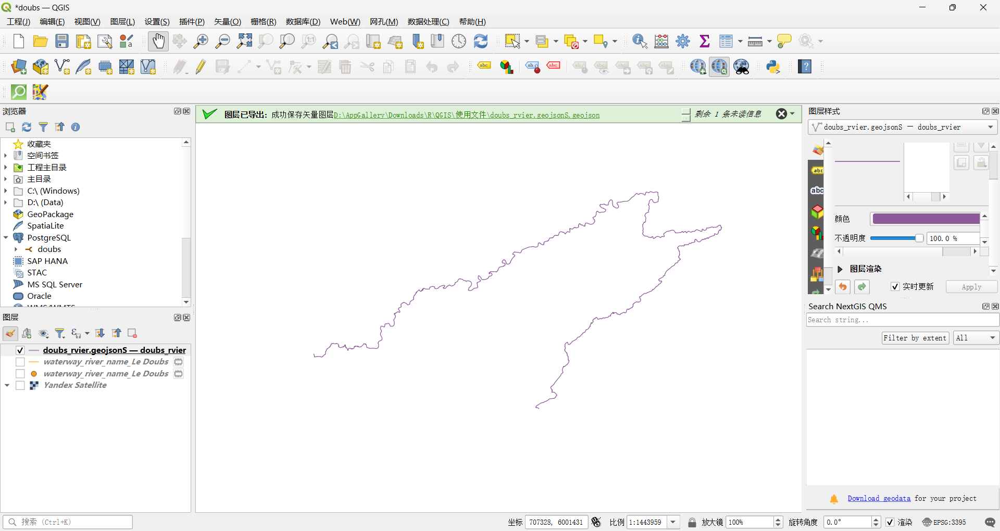 *doubs — QGIS
工程(J) 编辑(E) 视图(V) 图层(L) 设置(S) 插件(P) 矢量(O) 栅格(R) 数据库(D) Web(W) 网孔(M) 数据处理(C) 帮助(H)
浏览器
收藏夹
空间书签
工程主目录
主目录
C:\ (Windows)
D:\ (Data)
GeoPackage
SpatiaLite
PostgreSQL
doubs
SAP HANA
STAC
MS SQL Server
Oracle
WMS/WMTS
图层
doubs_rvier.geojsonS — doubs_rvier
waterway_river_name_Le Doubs
waterway_river_name_Le Doubs
Yandex Satellite
图层已导出：成功保存矢量图层D:\AppGallery\Downloads\R\QGIS\使用文件\doubs_rvier.geojsonS.geojson
剩余 1 条未读信息
图层样式
doubs_rvier.geojsonS — doubs_rvier
颜色
不透明度 100.0 %
图层渲染
实时更新 Apply
Search NextGIS QMS
Search string...
Filter by extent All
Download geodata for your project
搜索 (Ctrl+K)
坐标 707328, 6001431 比例 1:1443959 放大镜 100% 旋转角度 0.0° 渲染 EPSG:3395